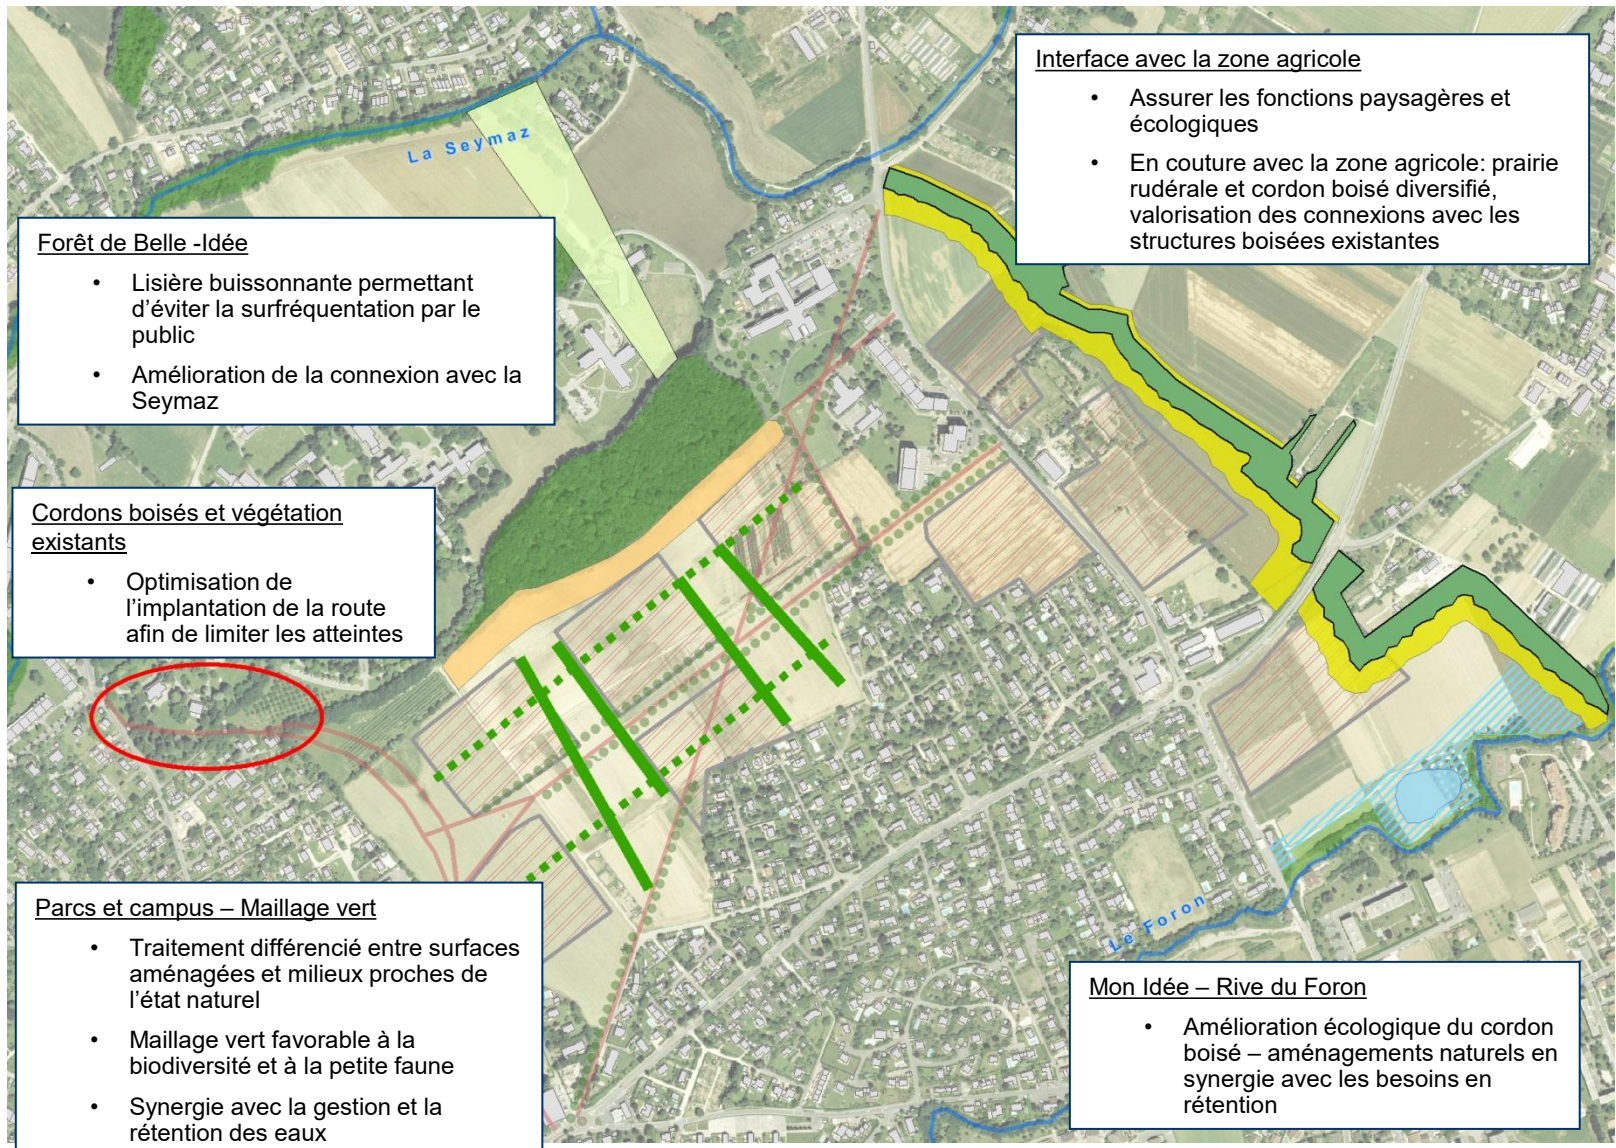 La Seymaz
Interface avec la zone agricole
• Assurer les fonctions paysagères et
écologiques
• En couture avec la zone agricole: prairie
rudérale et cordon boisé diversifié,
valorisation des connexions avec les
structures boisées existantes
Forêt de Belle -Idée
• Lisière buissonnante permettant
d’éviter la surfréquentation par le
public
• Amélioration de la connexion avec la
Seymaz
Cordons boisés et végétation
existants
• Optimisation de
l’implantation de la route
afin de limiter les atteintes
Parcs et campus – Maillage vert
• Traitement différencié entre surfaces
aménagées et milieux proches de
l’état naturel
• Maillage vert favorable à la
biodiversité et à la petite faune
• Synergie avec la gestion et la
rétention des eaux
Le Foron
Mon Idée – Rive du Foron
• Amélioration écologique du cordon
boisé – aménagements naturels en
synergie avec les besoins en
rétention